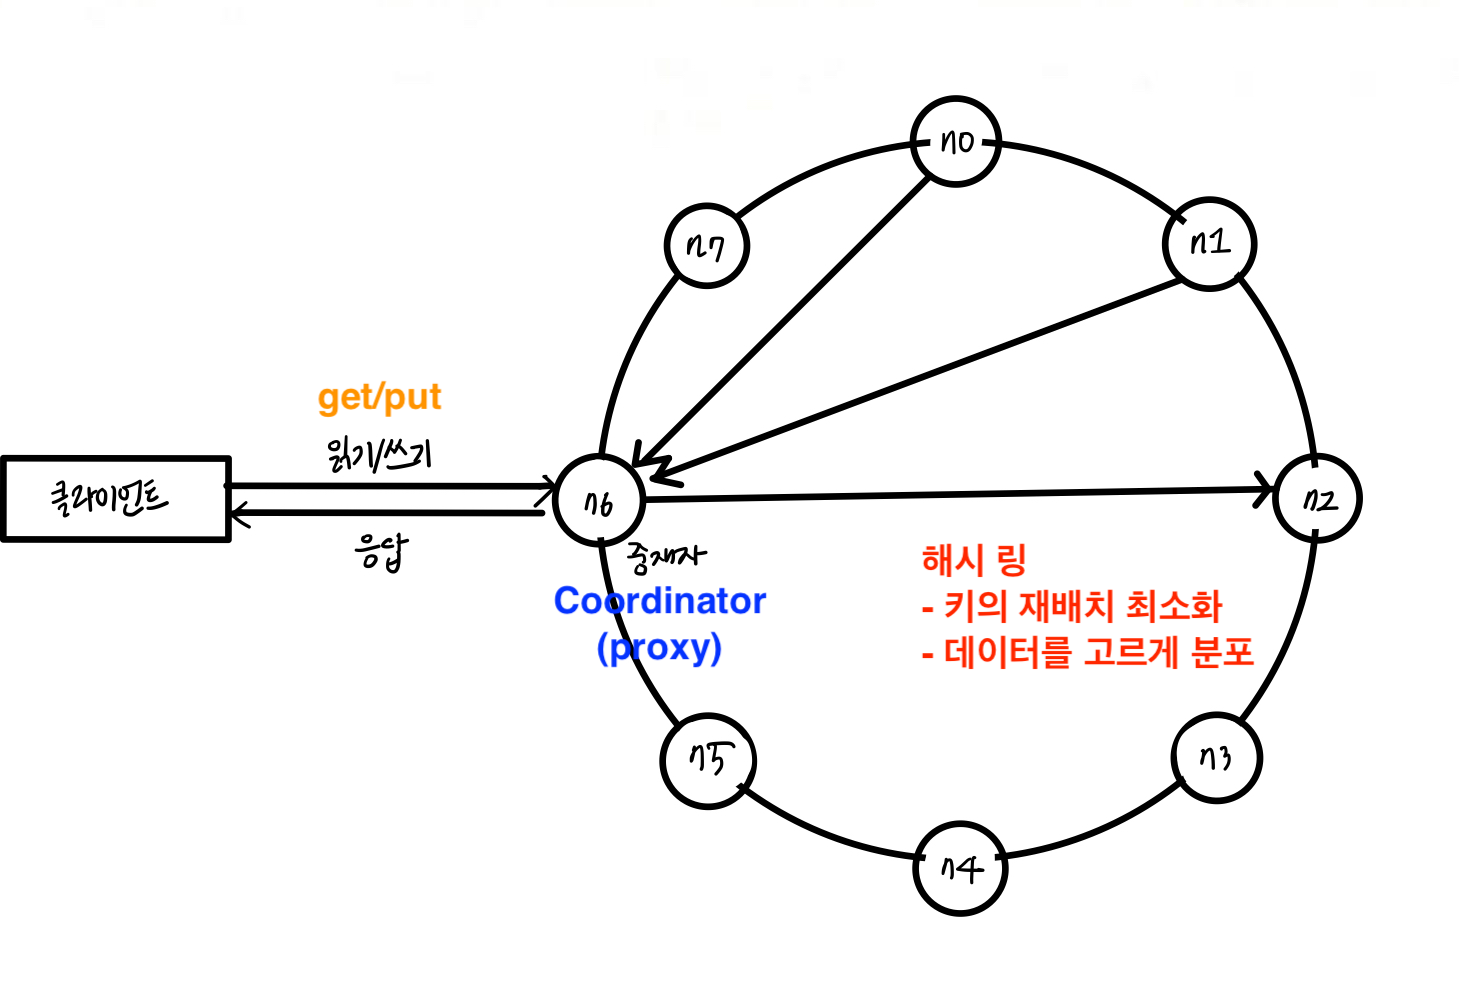 n0
n7
n1
get/put
읽기/쓰기
클라이언트
n6
n2
응답
중재자
Coordinator
(proxy)
해시 링
- 키의 재배치 최소화
- 데이터를 고르게 분포
n5
n3
n4